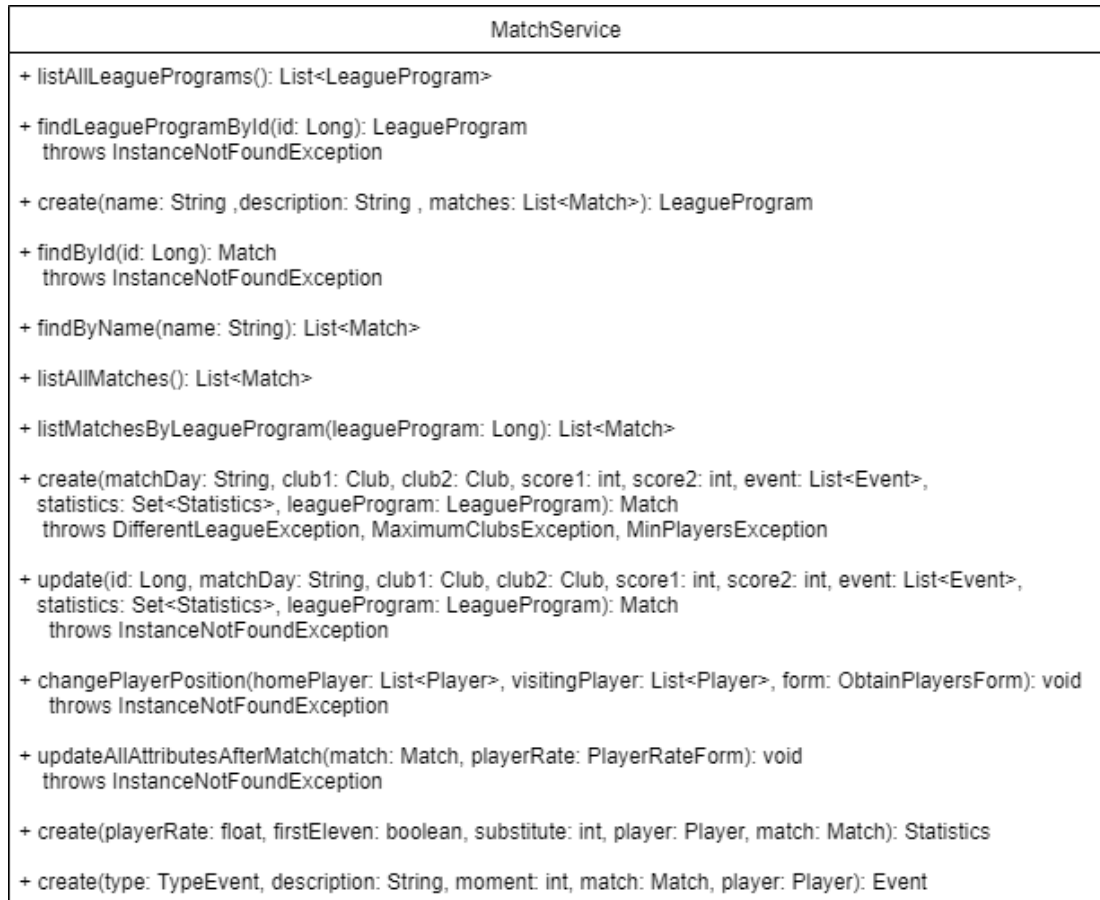 MatchService
+ listAllLeaguePrograms(): List<LeagueProgram>
+ findLeagueProgramById(id: Long): LeagueProgram
throws InstanceNotFoundException
+ create(name: String ,description: String , matches: List<Match>): LeagueProgram
+ findById(id: Long): Match
throws InstanceNotFoundException
+ findByName(name: String): List<Match>
+ listAllMatches(): List<Match>
+ listMatchesByLeagueProgram(leagueProgram: Long): List<Match>
+ create(matchDay: String, club1: Club, club2: Club, score1: int, score2: int, event: List<Event>,
statistics: Set<Statistics>, leagueProgram: LeagueProgram): Match
throws DifferentLeagueException, MaximumClubsException, MinPlayersException
+ update(id: Long, matchDay: String, club1: Club, club2: Club, score1: int, score2: int, event: List<Event>,
statistics: Set<Statistics>, leagueProgram: LeagueProgram): Match
throws InstanceNotFoundException
+ changePlayerPosition(homePlayer: List<Player>, visitingPlayer: List<Player>, form: ObtainPlayersForm): void
throws InstanceNotFoundException
+ updateAllAttributesAfterMatch(match: Match, playerRate: PlayerRateForm): void
throws InstanceNotFoundException
+ create(playerRate: float, firstEleven: boolean, substitute: int, player: Player, match: Match): Statistics
+ create(type: TypeEvent, description: String, moment: int, match: Match, player: Player): Event